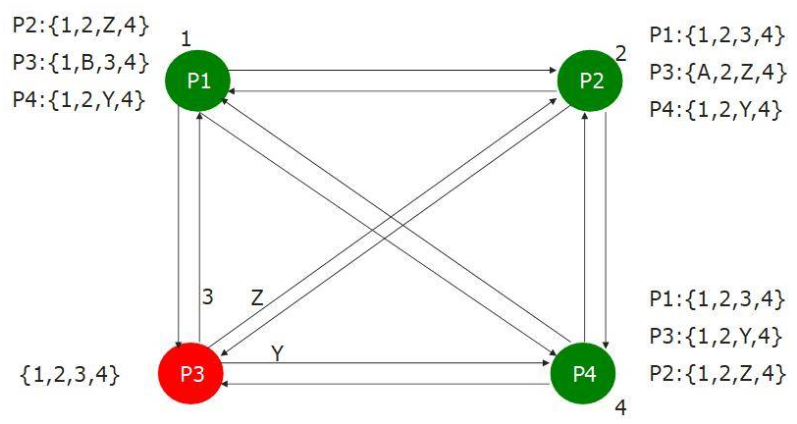 P2:{1,2,Z,4}
P3:{1,B,3,4}
P4:{1,2,Y,4}
1
P1
2
P2
P1:{1,2,3,4}
P3:{A,2,Z,4}
P4:{1,2,Y,4}
3
Z
Y
{1,2,3,4}
P3
P4
4
P1:{1,2,3,4}
P3:{1,2,Y,4}
P2:{1,2,Z,4}